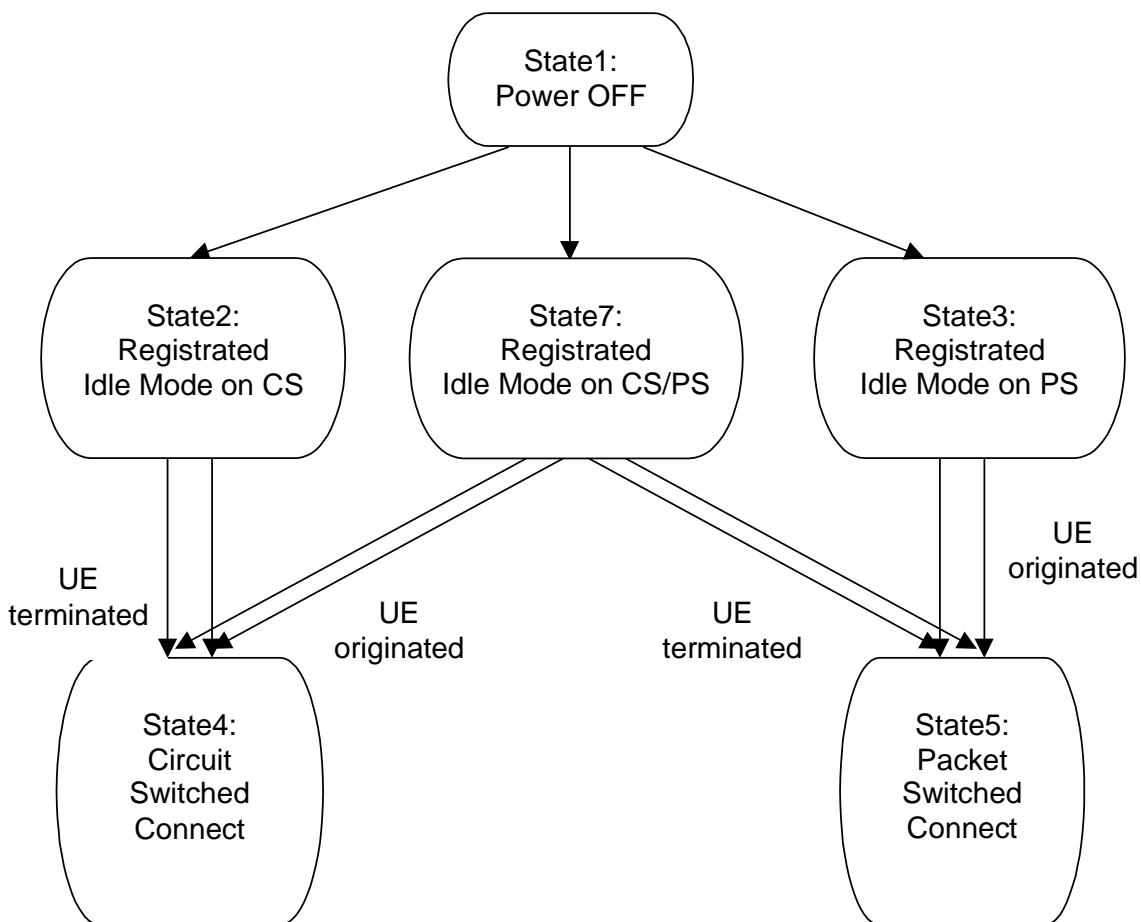 State1:
Power OFF
State2:
Registrated
Idle Mode on CS
State7:
Registrated
Idle Mode on CS/PS
State3:
Registrated
Idle Mode on PS
UE
terminated
UE
originated
UE
terminated
UE
originated
State4:
Circuit
Switched
Connect
State5:
Packet
Switched
Connect